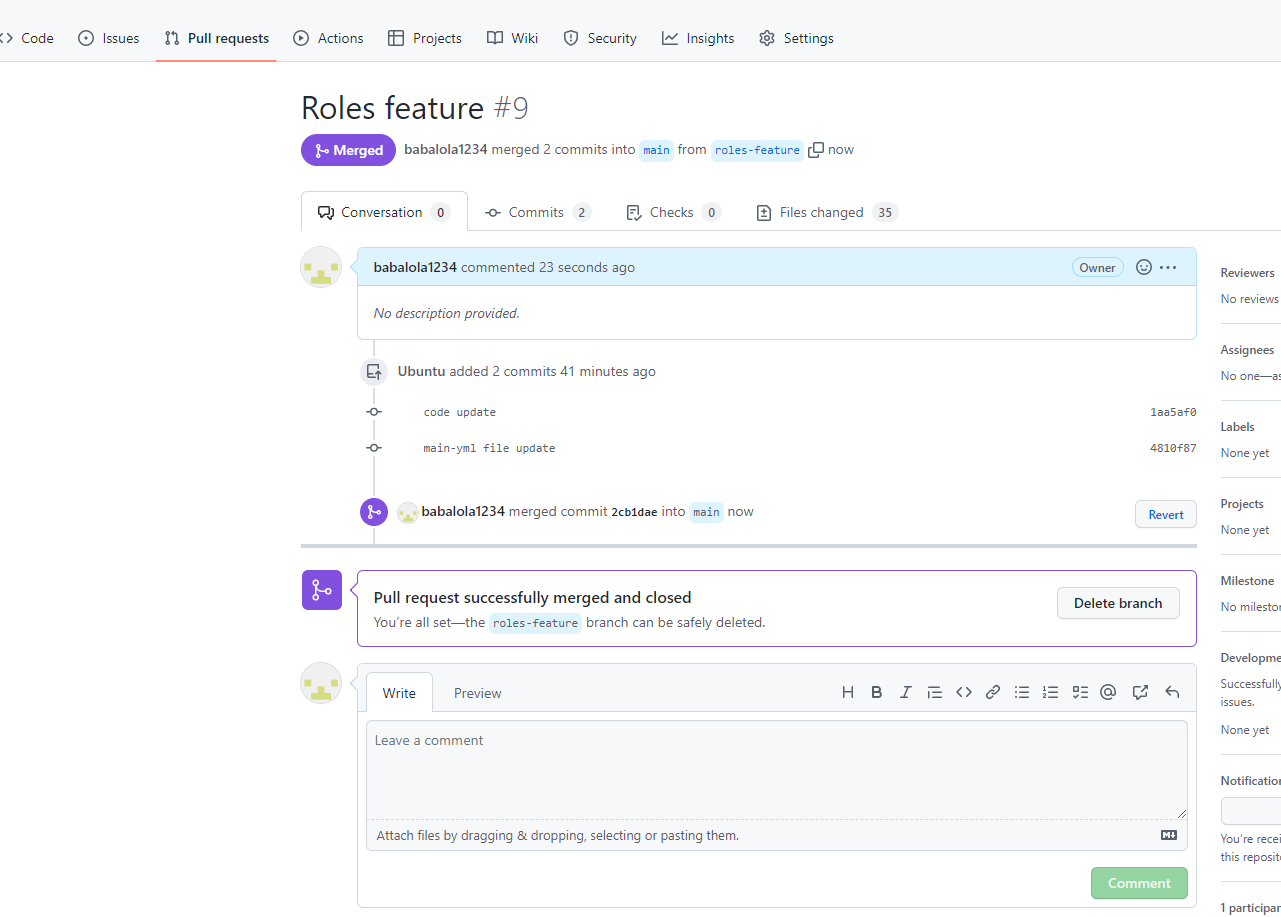 Code Issues Pull requests Actions Projects Wiki Security Insights Settings
Roles feature #9
Merged babalola1234 merged 2 commits into main from roles-feature now
Conversation 0 Commits 2 Checks 0 Files changed 35
babalola1234 commented 23 seconds ago Owner
No description provided.
Ubuntu added 2 commits 41 minutes ago
code update 1aa5af0
main-yml file update 4810f87
babalola1234 merged commit 2cb1dae into main now Revert
Pull request successfully merged and closed
You're all set—the roles-feature branch can be safely deleted.
Delete branch
Write Preview
Leave a comment
Attach files by dragging & dropping, selecting or pasting them.
Comment
Reviewers
No reviews
Assignees
No one—as
Labels
None yet
Projects
None yet
Milestone
No milesto
Developme
Successfully
issues.
None yet
Notification
You're recei
this reposit
1 participan